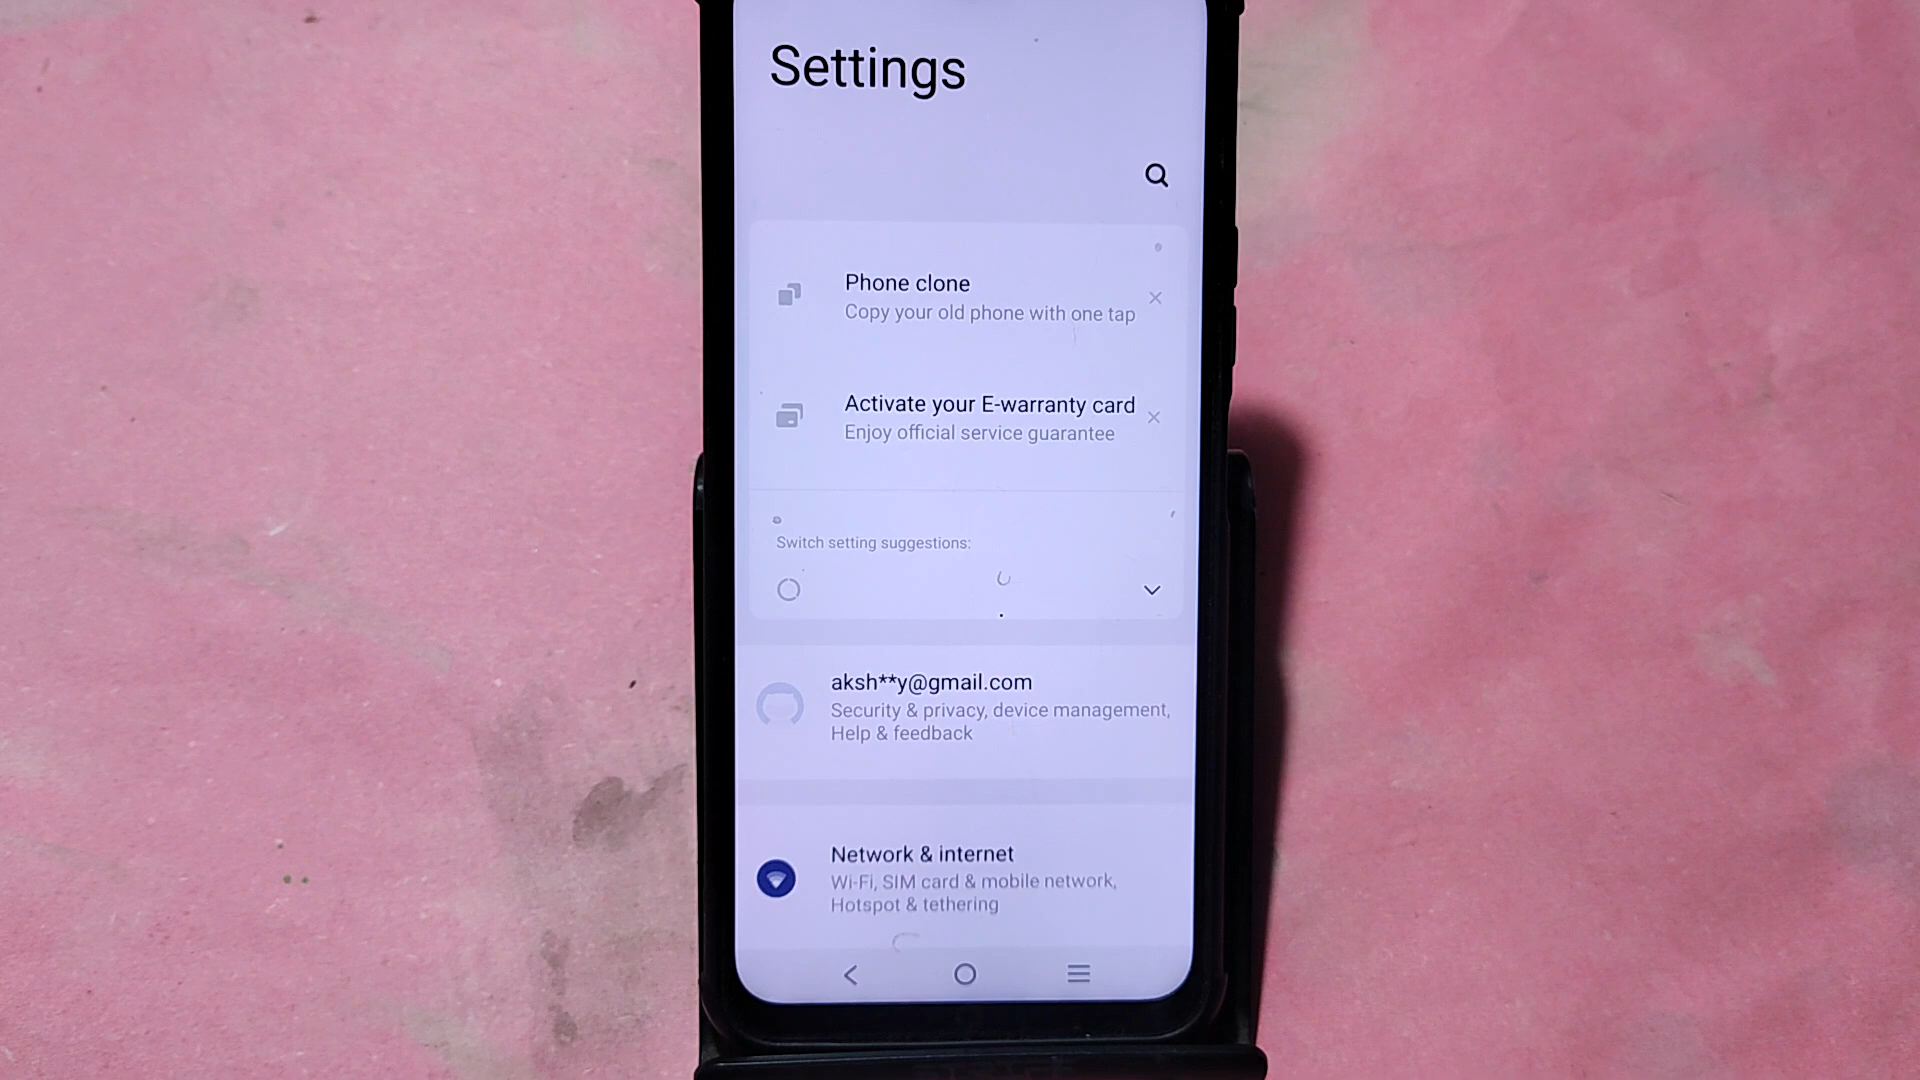 Settings
Phone clone
Copy your old phone with one tap
Activate your E-warranty card
Enjoy official service guarantee
Switch setting suggestions:
aksh**y@gmail.com
Security & privacy, device management,
Help & feedback
Network & internet
Wi-Fi, SIM card & mobile network,
Hotspot & tethering